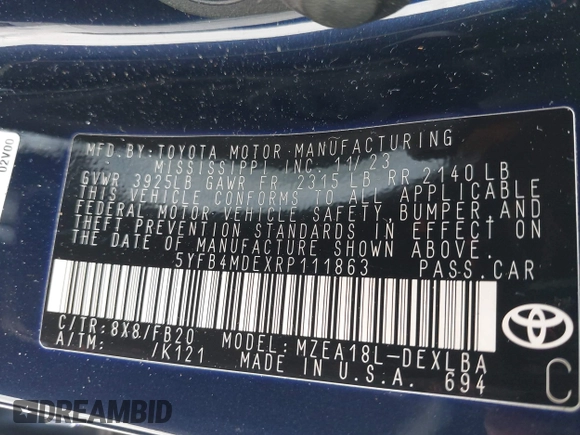 MFD.BY:TOYOTA MOTOR MANUFACTURING
MISSISSIPPI INC. 11/23
GVWR 3925LB GAWR FR 2315LB RR 2140LB
THIS VEHICLE CONFORMS TO ALL APPLICABLE
FEDERAL MOTOR VEHICLE SAFETY, BUMPER, AND
THEFT PREVENTION STANDARDS IN EFFECT ON
THE DATE OF MANUFACTURE SHOWN ABOVE.
5YFB4MDEXRP111863 PASS.CAR
C/TR:8X8/FB20 MODEL:MZEA18L-DEXLBA
A/TM: /K121 MADE IN U.S.A. 694
C
02V00
DREAMBID